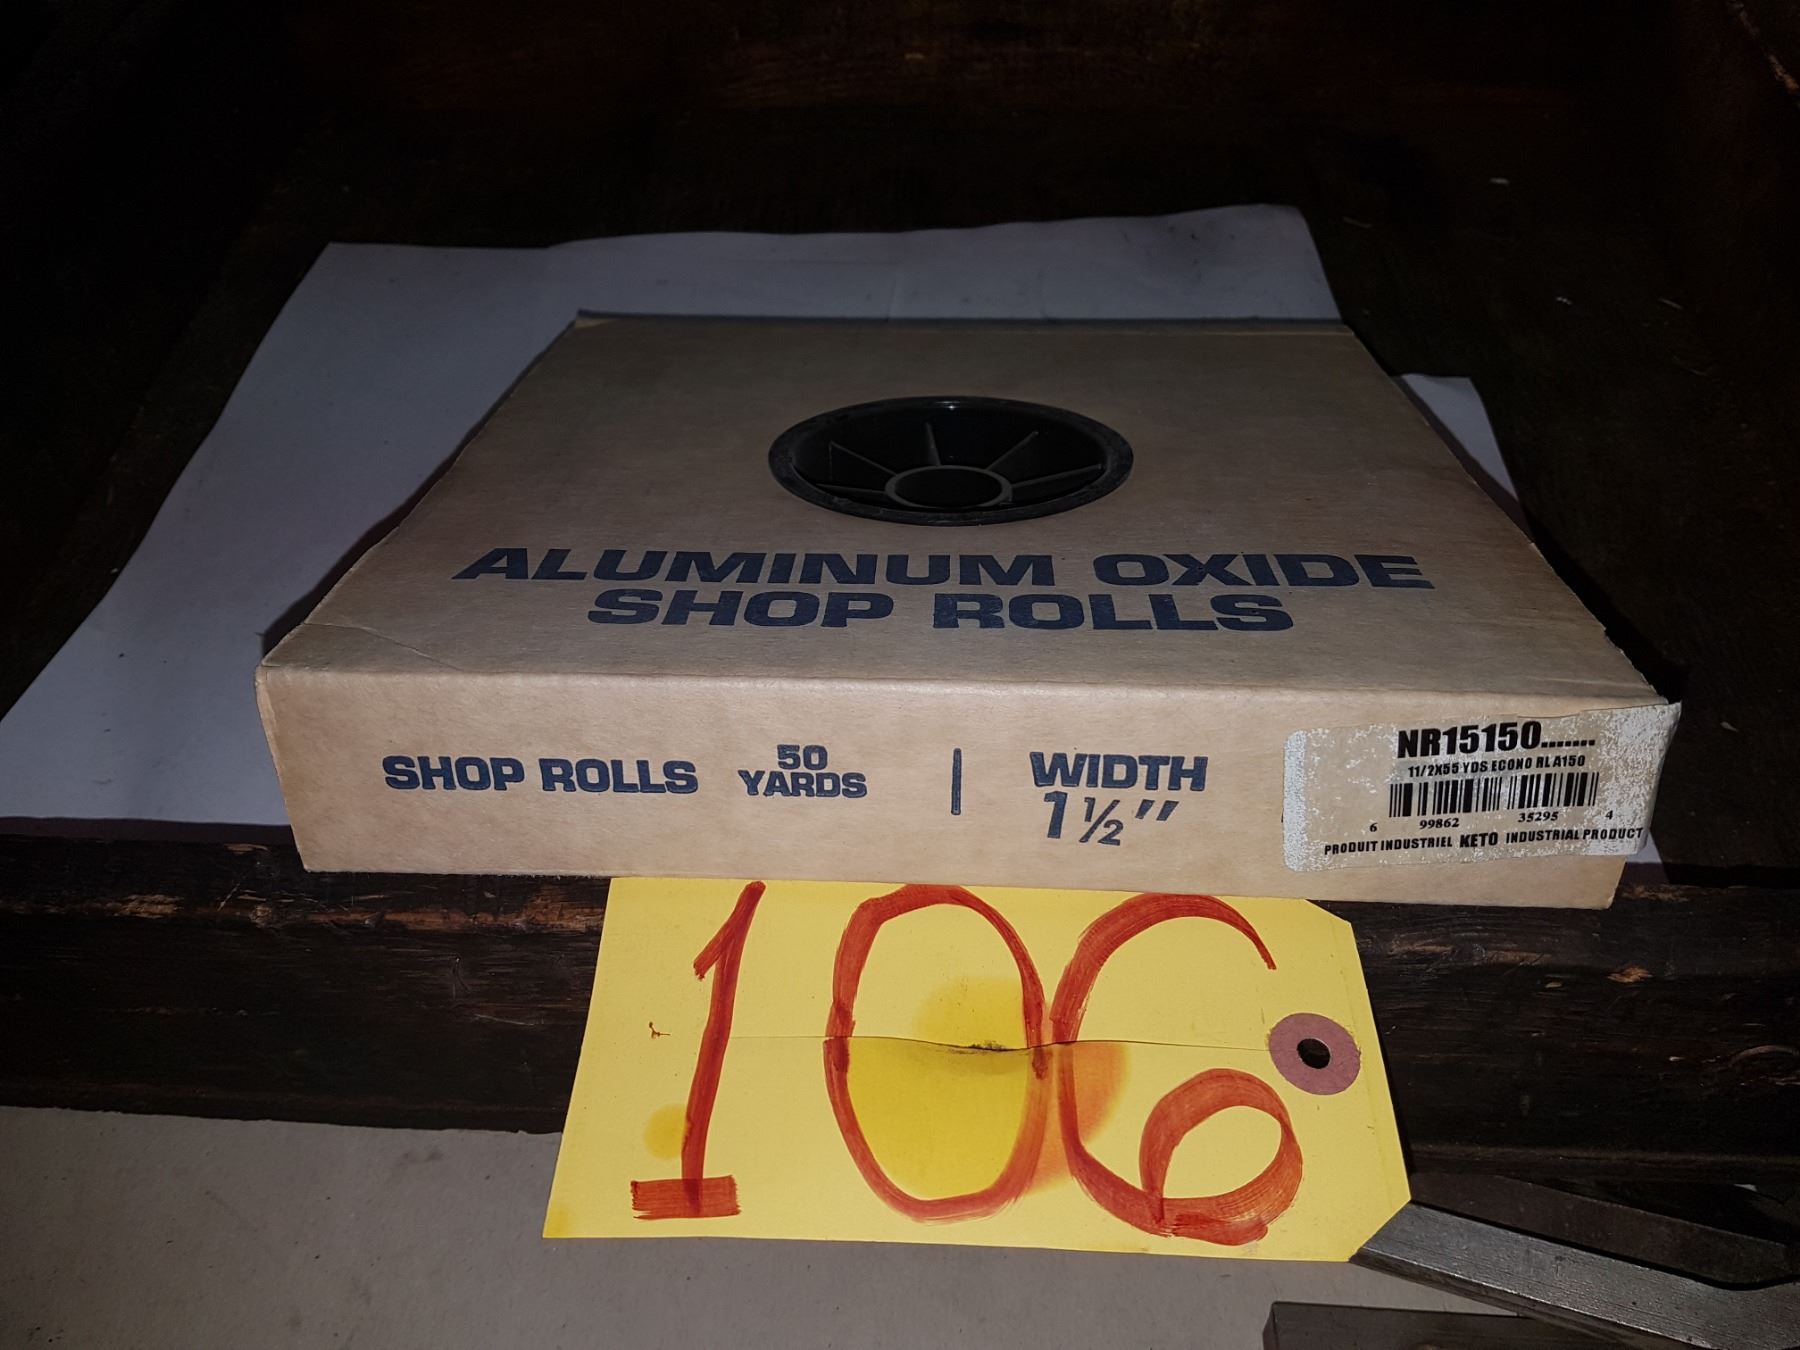 ALUMINUM OXIDE
SHOP ROLLS
SHOP ROLLS 50 YARDS | WIDTH 1½"
NR15150.......
11/2X55 YDS ECONO RLA150
6 99862 35295 4
PRODUIT INDUSTRIEL KETO INDUSTRIAL PRODUCT
106